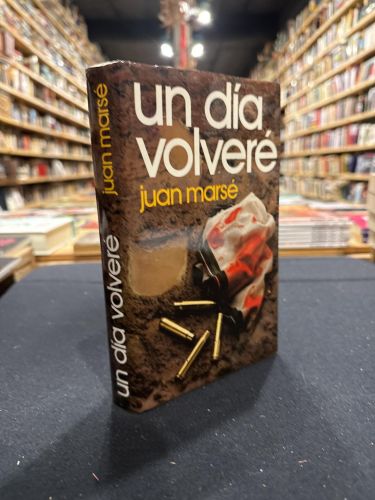 un día
volveré
juan marsé
un día volveré juan marsé